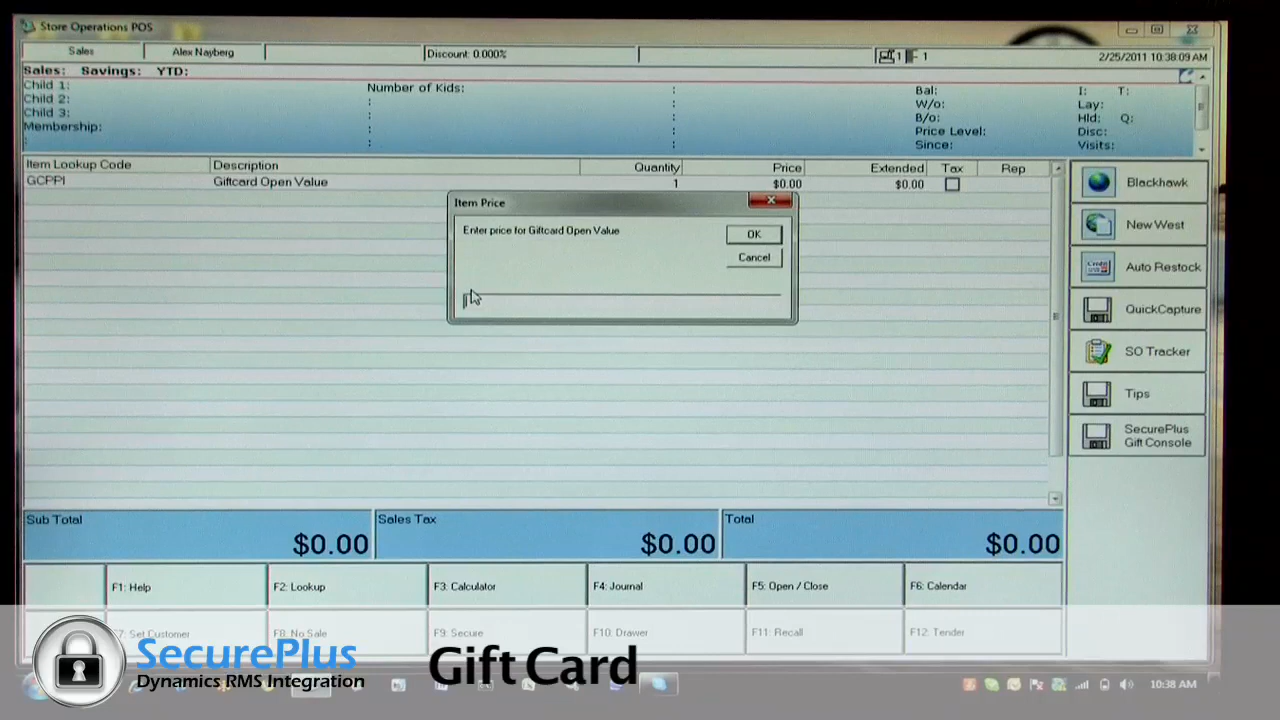 Store Operations POS
Sales
Alex Nayberg
Discount: 0.000%
1 1
2/25/2011 10:38:09 AM
Sales: Savings: YTD:
Child 1:
Child 2:
Child 3:
Membership:
:
Number of Kids:
:
:
:
:
:
:
:
:
Bal:
W/o:
B/o:
Price Level:
Since:
I: T:
Lay:
Hld: Q:
Disc:
Visits:
Item Lookup Code Description Quantity Price Extended Tax Rep
GCPPI Giftcard Open Value 1 $0.00 $0.00
Item Price
Enter price for Giftcard Open Value
OK
Cancel
Blackhawk
New West
Auto Restock
QuickCapture
SO Tracker
Tips
SecurePlus
Gift Console
Sub Total
$0.00
Sales Tax
$0.00
Total
$0.00
F1: Help
F2: Lookup
F3: Calculator
F4: Journal
F5: Open / Close
F6: Calendar
F7: Set Customer
F8: No Sale
F9: Secure
F10: Drawer
F11: Recall
F12: Tender
SecurePlus
Dynamics RMS Integration
Gift Card
10:38 AM